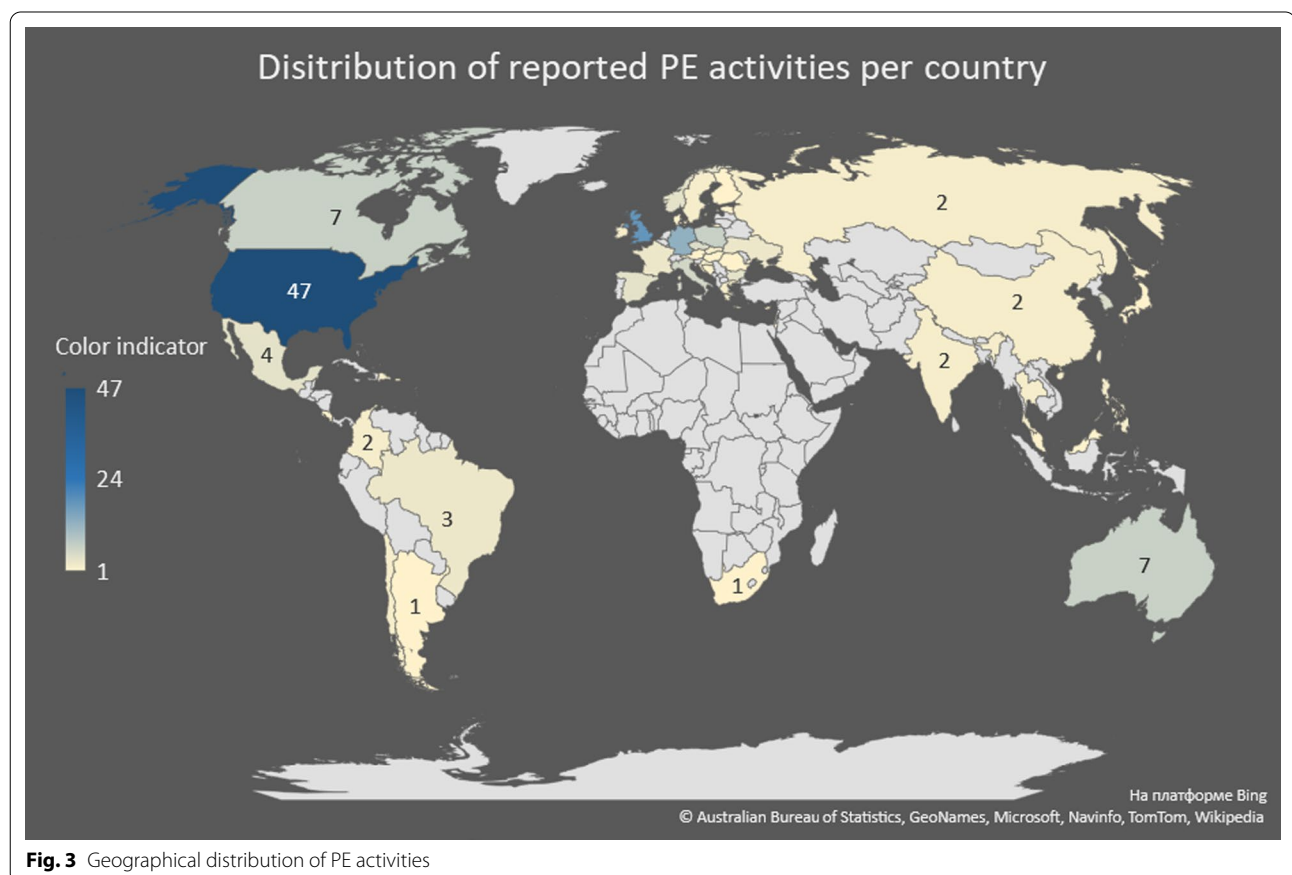 Disitribution of reported PE activities per country
7
2
47
2
Color indicator
4
2
47
2
24
3
7
1
1
1
На платформе Bing
© Australian Bureau of Statistics, GeoNames, Microsoft, Navinfo, TomTom, Wikipedia
Fig. 3 Geographical distribution of PE activities